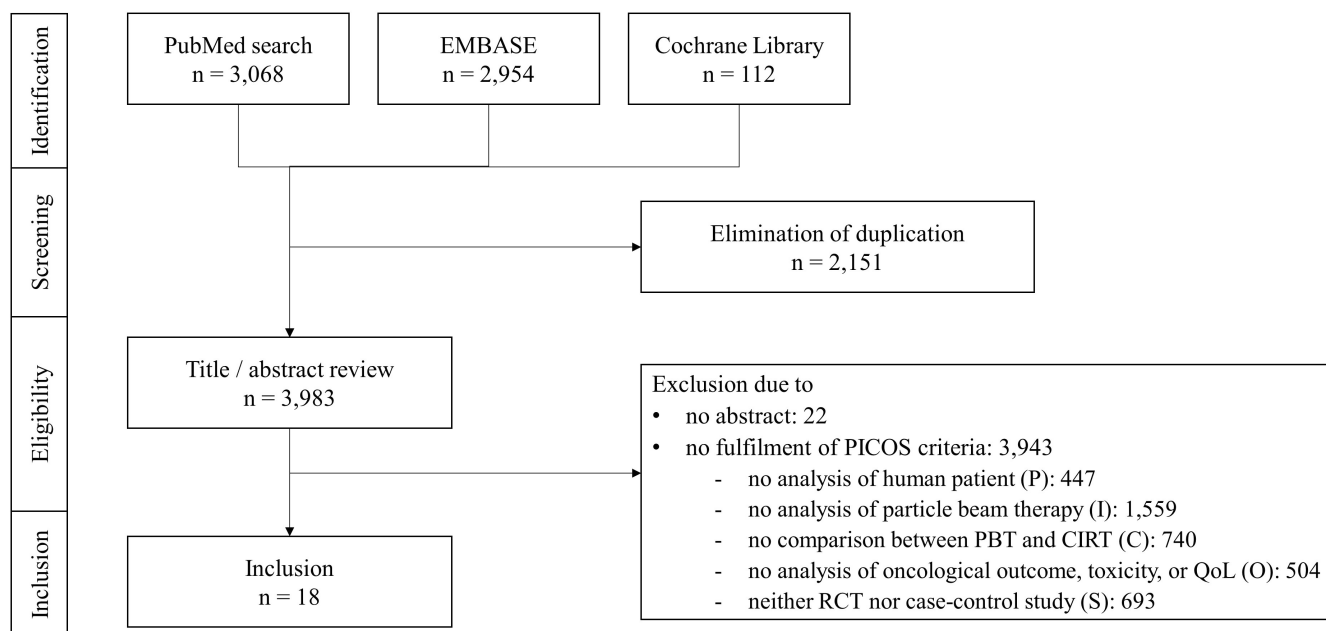 Identification
PubMed search
n = 3,068
EMBASE
n = 2,954
Cochrane Library
n = 112
Screening
Elimination of duplication
n = 2,151
Eligibility
Title / abstract review
n = 3,983
Exclusion due to
• no abstract: 22
• no fulfilment of PICOS criteria: 3,943
- no analysis of human patient (P): 447
- no analysis of particle beam therapy (I): 1,559
- no comparison between PBT and CIRT (C): 740
- no analysis of oncological outcome, toxicity, or QoL (O): 504
- neither RCT nor case-control study (S): 693
Inclusion
Inclusion
n = 18